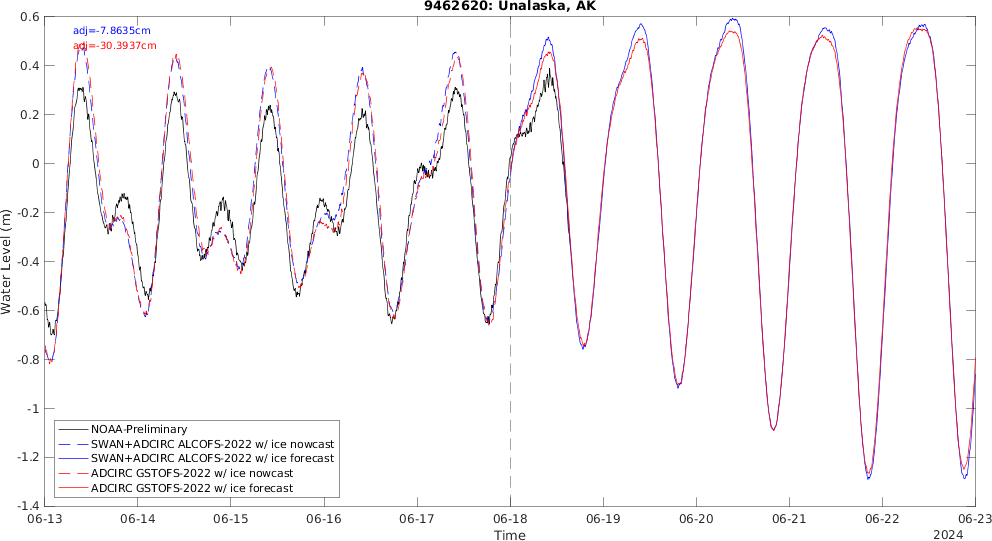 9462620: Unalaska, AK
adj=-7.8635cm
adj=-30.3937cm
0.6
0.4
0.2
0
-0.2
-0.4
-0.6
-0.8
-1
-1.2
-1.4
Water Level (m)
NOAA-Preliminary
SWAN+ADCIRC ALCOFS-2022 w/ ice nowcast
SWAN+ADCIRC ALCOFS-2022 w/ ice forecast
ADCIRC GSTOFS-2022 w/ ice nowcast
ADCIRC GSTOFS-2022 w/ ice forecast
06-13 06-14 06-15 06-16 06-17 06-18 06-19 06-20 06-21 06-22 06-23
Time
2024